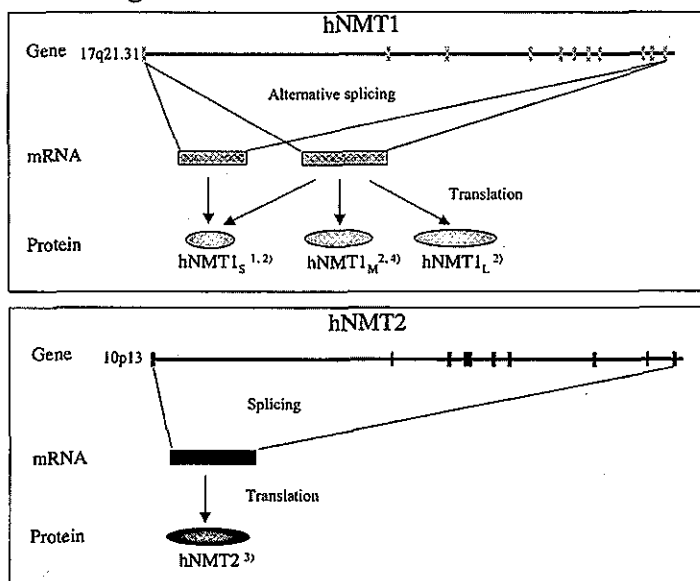 hNMT1
Gene 17q21.31
Alternative splicing
mRNA
Translation
Protein
hNMT1S 1, 2) hNMT1M 2, 4) hNMT1L 2)
hNMT2
Gene 10p13
Splicing
mRNA
Translation
Protein
hNMT2 3)